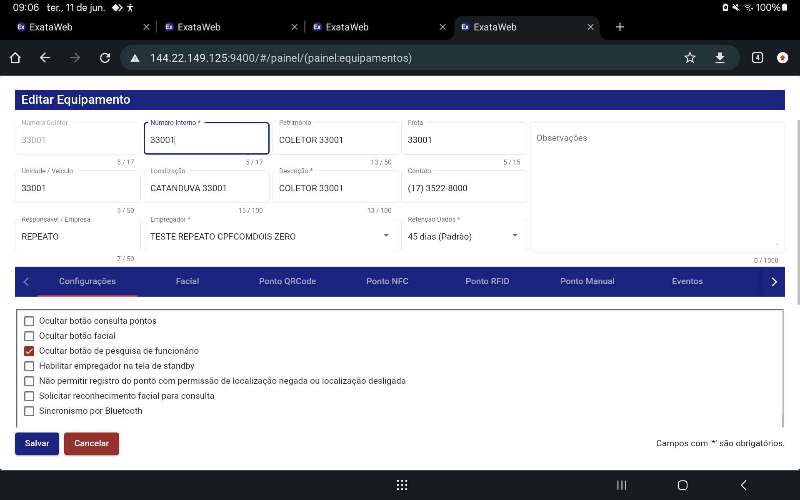 09:06 ter., 11 de jun.
100%
Ex ExataWeb
Ex ExataWeb
Ex ExataWeb
Ex ExataWeb
144.22.149.125:9400/#/painel/(painel:equipamentos)
4
Editar Equipamento
Número Coletor
33001
5 / 17
Número Interno *
33001
5 / 17
Patrimônio
COLETOR 33001
13 / 50
Frota
33001
5 / 15
Observações
0 / 1000
Unidade / Veículo
33001
5 / 50
Localização
CATANDUVA 33001
15 / 100
Descrição *
COLETOR 33001
13 / 100
Contato
(17) 3522-8000
Responsável / Empresa
REPEATO
7 / 50
Empregador *
TESTE REPEATO CPFCOMDOIS ZERO
Retenção Dados *
45 dias (Padrão)
Configurações
Facial
Ponto QRCode
Ponto NFC
Ponto RFID
Ponto Manual
Eventos
Ocultar botão consulta pontos
Ocultar botão facial
Ocultar botão de pesquisa de funcionário
Habilitar empregador na tela de standby
Não permitir registro do ponto com permissão de localização negada ou localização desligada
Solicitar reconhecimento facial para consulta
Sincronismo por Bluetooth
Salvar
Cancelar
Campos com '*' são obrigatórios.